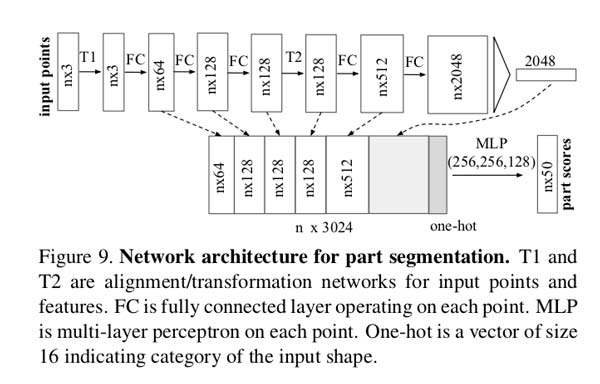 input points
nx3
T1
nx3
FC
nx64
FC
nx128
FC
nx128
T2
nx128
FC
nx512
FC
nx2048
2048
nx64
nx128
nx128
nx128
nx512
MLP
(256,256,128)
nx50
part scores
n x 3024
one-hot
Figure 9. Network architecture for part segmentation. T1 and
T2 are alignment/transformation networks for input points and
features. FC is fully connected layer operating on each point. MLP
is multi-layer perceptron on each point. One-hot is a vector of size
16 indicating category of the input shape.